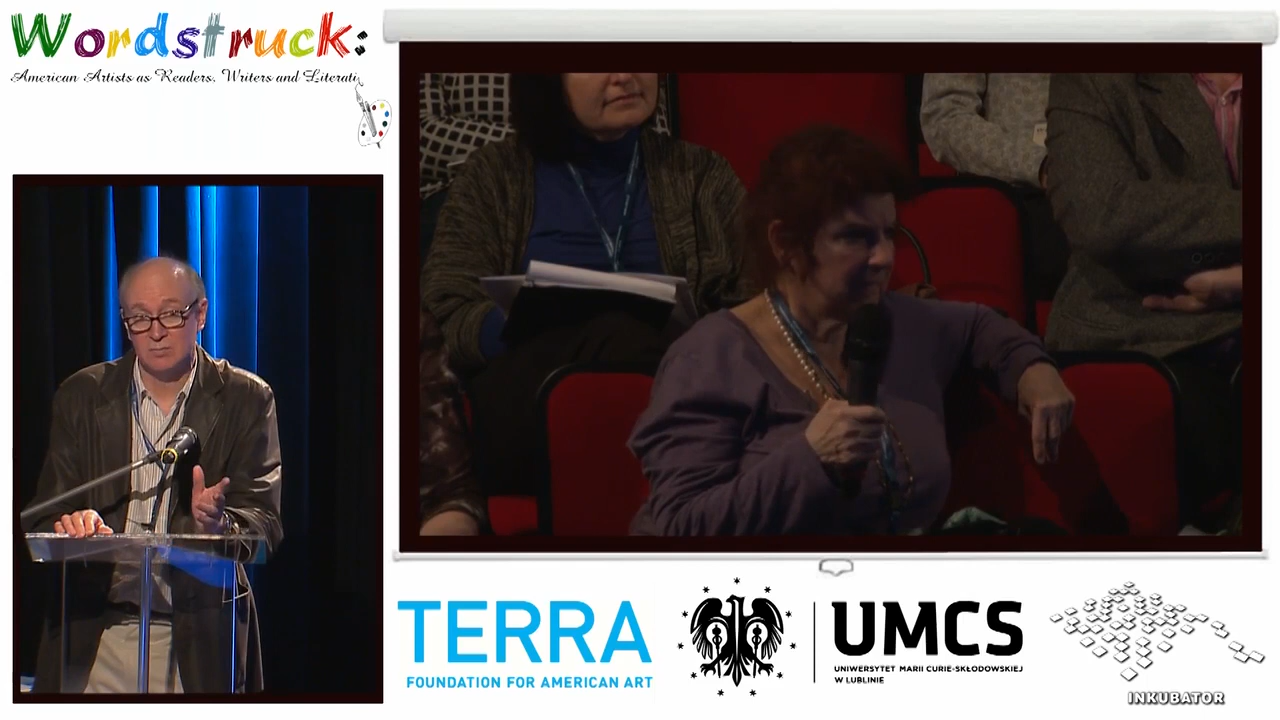 Wordstruck:
American Artists as Readers, Writers and Literati
TERRA
FOUNDATION FOR AMERICAN ART
UMCS
UNIWERSYTET MARII CURIE-SKŁODOWSKIEJ
W LUBLINIE
INKUBATOR